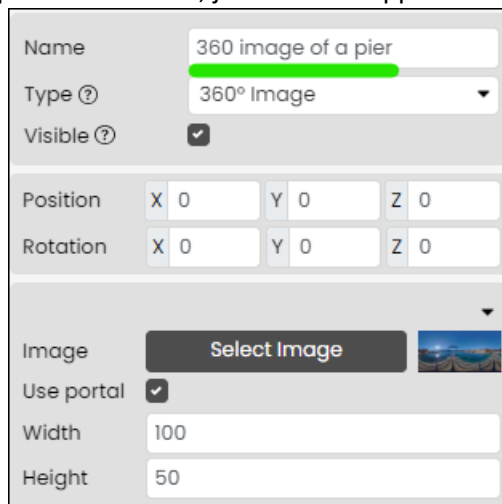 Name 360 image of a pier
Type ? 360° Image
Visible ?
Position X 0 Y 0 Z 0
Rotation X 0 Y 0 Z 0
Image Select Image
Use portal
Width 100
Height 50